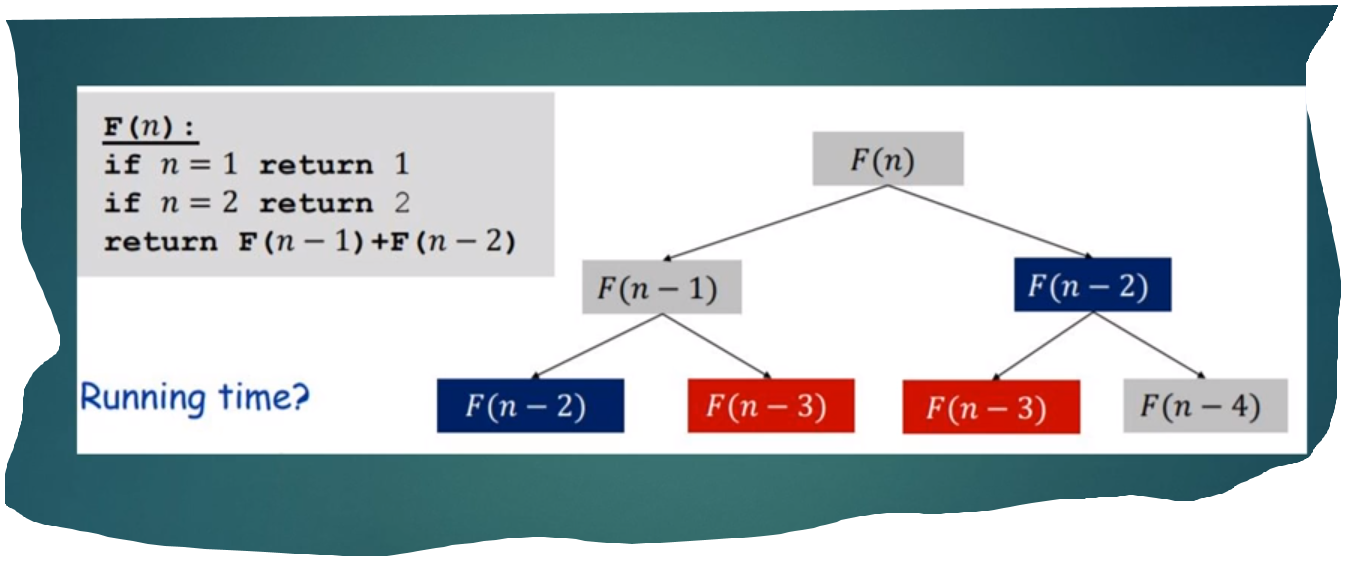 F(n):
if n = 1 return 1
if n = 2 return 2
return F(n − 1)+F(n − 2)
Running time?
F(n)
F(n − 1)
F(n − 2)
F(n − 2)
F(n − 3)
F(n − 3)
F(n − 4)